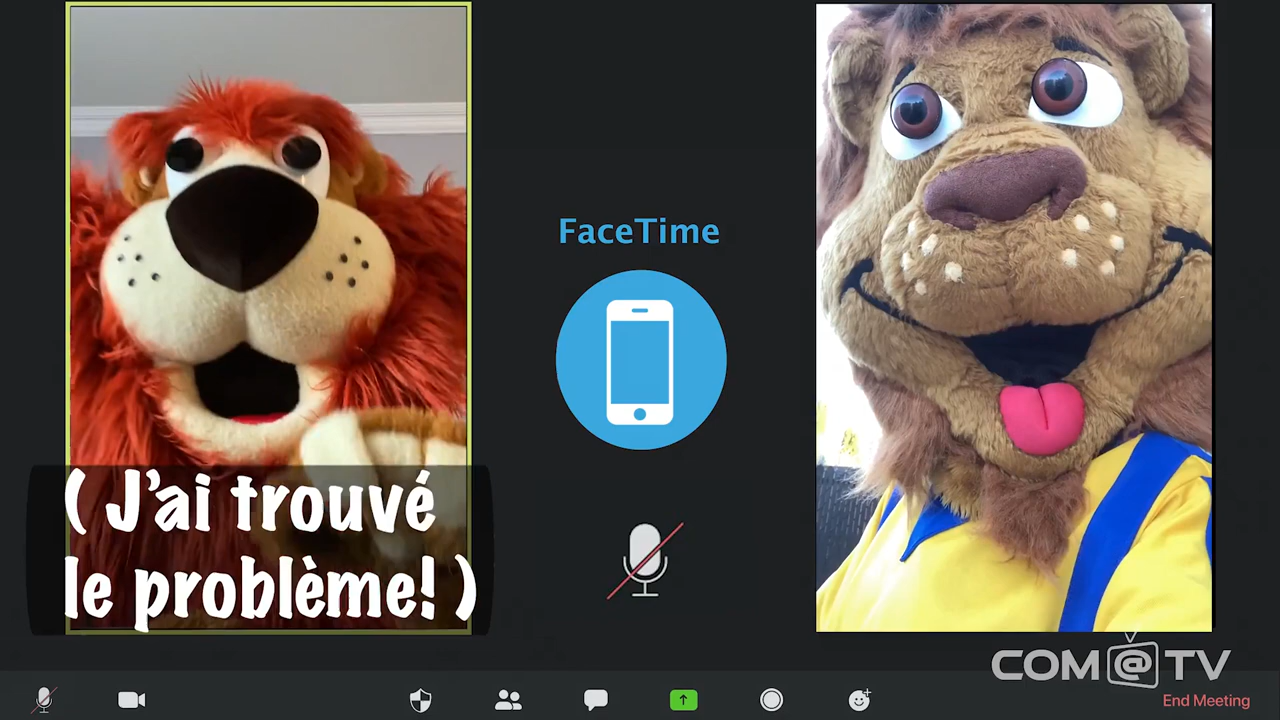 FaceTime
( J'ai trouvé
le problème! )
COM@TV
End Meeting